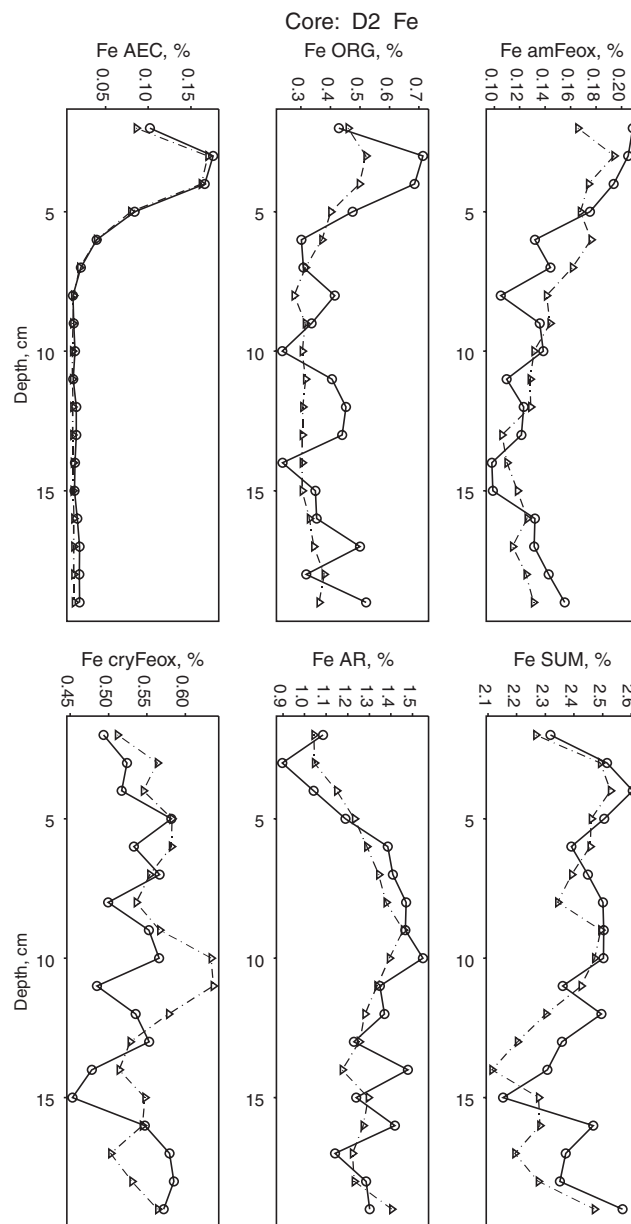 Core: D2 Fe
Fe AEC, %
0.05 0.10 0.15
Fe ORG, %
0.3 0.4 0.5 0.6 0.7
Fe amFeox, %
0.10 0.12 0.14 0.16 0.18 0.20
5
10
15
Depth, cm
5
10
15
5
10
15
Fe cryFeox, %
0.45 0.50 0.55 0.60
Fe AR, %
0.9 1.0 1.1 1.2 1.3 1.4 1.5
Fe SUM, %
2.1 2.2 2.3 2.4 2.5 2.6
5
10
15
Depth, cm
5
10
15
5
10
15